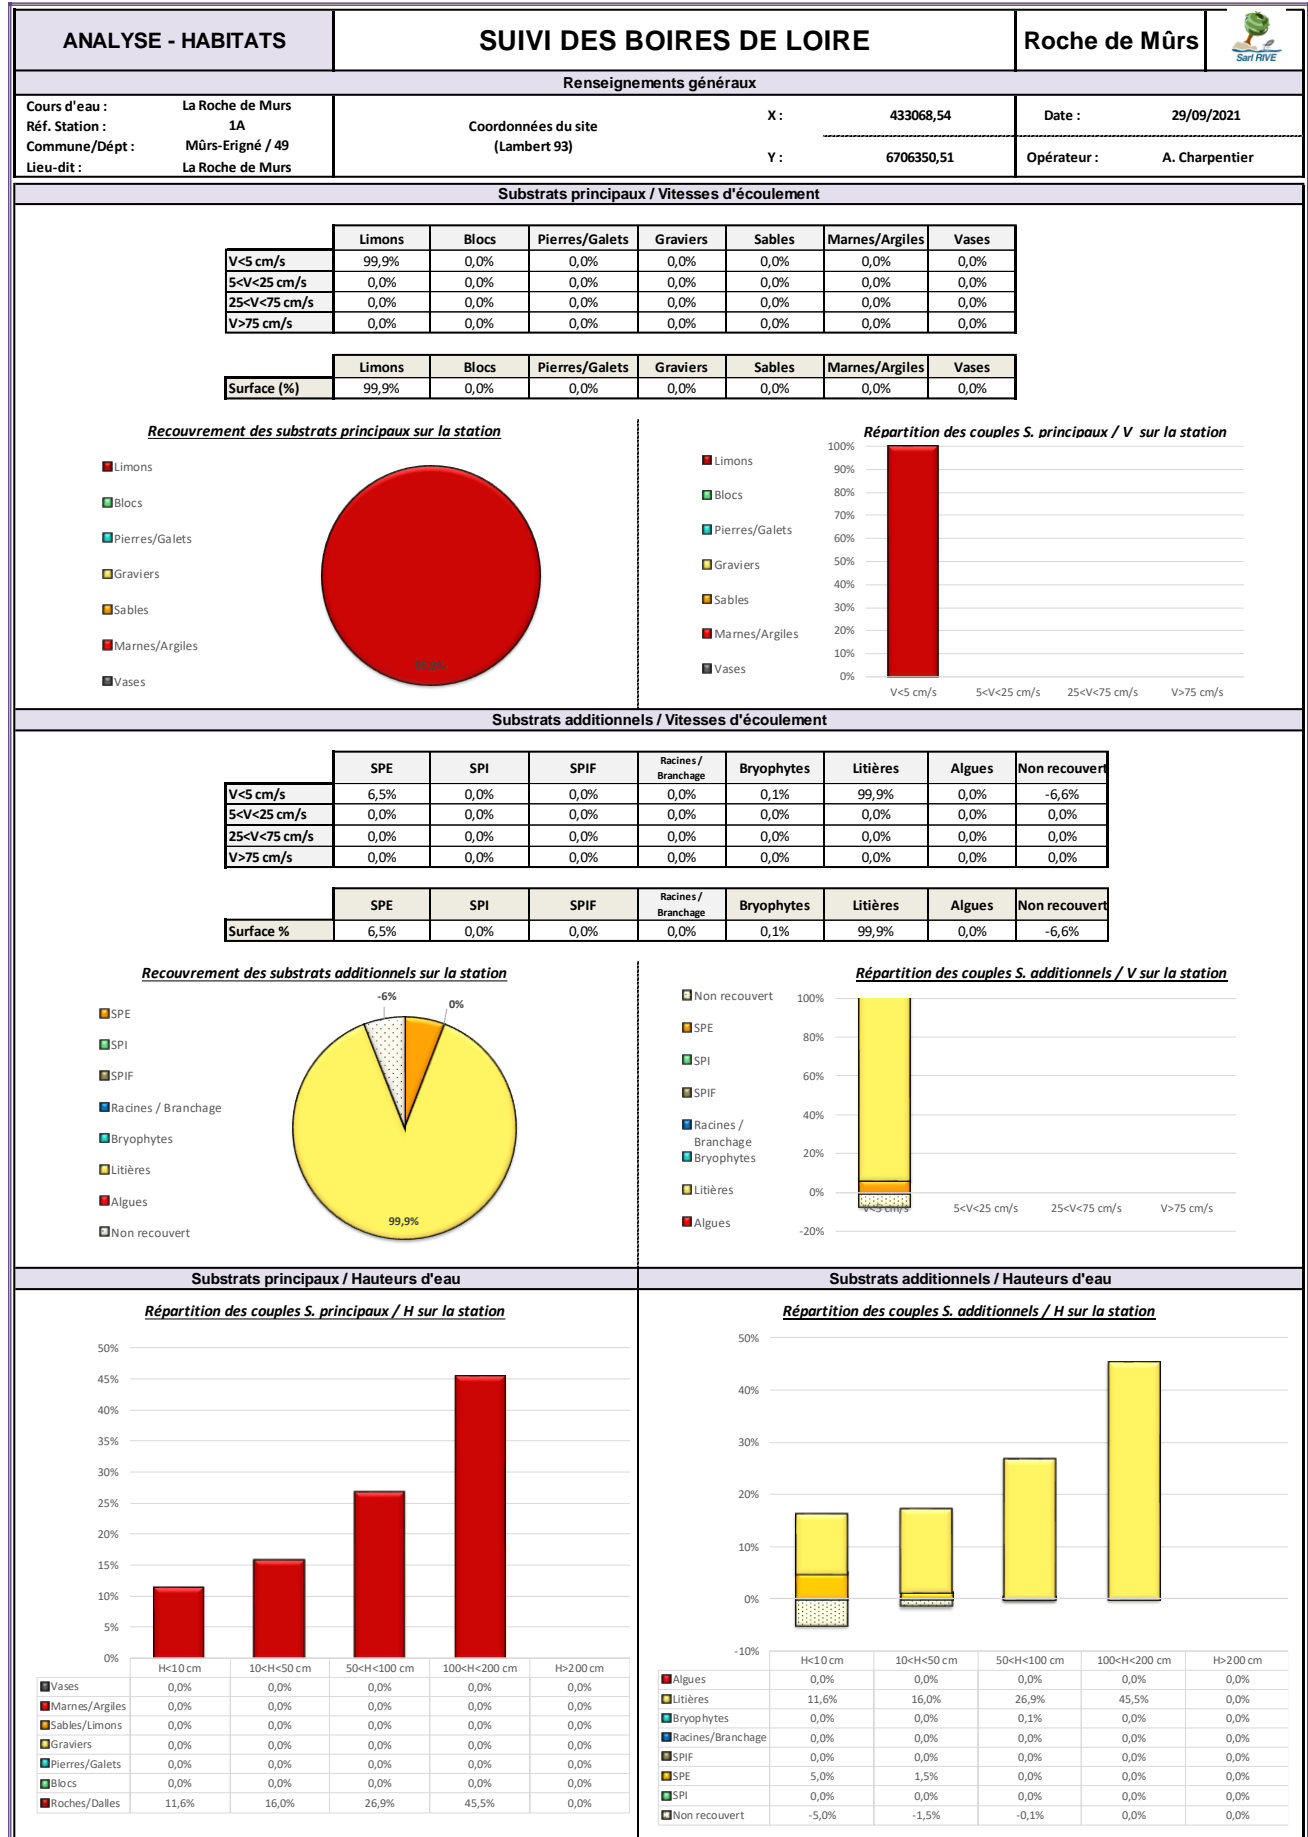 ANALYSE - HABITATS
SUIVI DES BOIRES DE LOIRE
Roche de Mûrs
Sarl RIVE
Renseignements généraux
Cours d'eau : La Roche de Murs
Réf. Station : 1A
Commune/Dépt : Mûrs-Erigné / 49
Lieu-dit : La Roche de Murs
Coordonnées du site
(Lambert 93)
X : 433068,54
Y : 6706350,51
Date : 29/09/2021
Opérateur : A. Charpentier
Substrats principaux / Vitesses d'écoulement
Limons Blocs Pierres/Galets Graviers Sables Marnes/Argiles Vases
V<5 cm/s 99,9% 0,0% 0,0% 0,0% 0,0% 0,0% 0,0%
5<V<25 cm/s 0,0% 0,0% 0,0% 0,0% 0,0% 0,0% 0,0%
25<V<75 cm/s 0,0% 0,0% 0,0% 0,0% 0,0% 0,0% 0,0%
V>75 cm/s 0,0% 0,0% 0,0% 0,0% 0,0% 0,0% 0,0%
Limons Blocs Pierres/Galets Graviers Sables Marnes/Argiles Vases
Surface (%) 99,9% 0,0% 0,0% 0,0% 0,0% 0,0% 0,0%
Recouvrement des substrats principaux sur la station
Limons
Blocs
Pierres/Galets
Graviers
Sables
Marnes/Argiles
Vases
99,9%
Répartition des couples S. principaux / V sur la station
Limons
Blocs
Pierres/Galets
Graviers
Sables
Marnes/Argiles
Vases
100%
90%
80%
70%
60%
50%
40%
30%
20%
10%
0%
V<5 cm/s 5<V<25 cm/s 25<V<75 cm/s V>75 cm/s
Substrats additionnels / Vitesses d'écoulement
SPE SPI SPIF Racines / Branchage Bryophytes Litières Algues Non recouvert
V<5 cm/s 6,5% 0,0% 0,0% 0,0% 0,1% 99,9% 0,0% -6,6%
5<V<25 cm/s 0,0% 0,0% 0,0% 0,0% 0,0% 0,0% 0,0% 0,0%
25<V<75 cm/s 0,0% 0,0% 0,0% 0,0% 0,0% 0,0% 0,0% 0,0%
V>75 cm/s 0,0% 0,0% 0,0% 0,0% 0,0% 0,0% 0,0% 0,0%
SPE SPI SPIF Racines / Branchage Bryophytes Litières Algues Non recouvert
Surface % 6,5% 0,0% 0,0% 0,0% 0,1% 99,9% 0,0% -6,6%
Recouvrement des substrats additionnels sur la station
SPE
SPI
SPIF
Racines / Branchage
Bryophytes
Litières
Algues
Non recouvert
-6%
0%
99,9%
Répartition des couples S. additionnels / V sur la station
Non recouvert
SPE
SPI
SPIF
Racines /
Branchage
Bryophytes
Litières
Algues
100%
80%
60%
40%
20%
0%
-20%
V<5 cm/s 5<V<25 cm/s 25<V<75 cm/s V>75 cm/s
Substrats principaux / Hauteurs d'eau
Répartition des couples S. principaux / H sur la station
50%
45%
40%
35%
30%
25%
20%
15%
10%
5%
0%
H<10 cm 10<H<50 cm 50<H<100 cm 100<H<200 cm H>200 cm
Vases 0,0% 0,0% 0,0% 0,0% 0,0%
Marnes/Argiles 0,0% 0,0% 0,0% 0,0% 0,0%
Sables/Limons 0,0% 0,0% 0,0% 0,0% 0,0%
Graviers 0,0% 0,0% 0,0% 0,0% 0,0%
Pierres/Galets 0,0% 0,0% 0,0% 0,0% 0,0%
Blocs 0,0% 0,0% 0,0% 0,0% 0,0%
Roches/Dalles 11,6% 16,0% 26,9% 45,5% 0,0%
Substrats additionnels / Hauteurs d'eau
Répartition des couples S. additionnels / H sur la station
50%
40%
30%
20%
10%
0%
-10%
H<10 cm 10<H<50 cm 50<H<100 cm 100<H<200 cm H>200 cm
Algues 0,0% 0,0% 0,0% 0,0% 0,0%
Litières 11,6% 16,0% 26,9% 45,5% 0,0%
Bryophytes 0,0% 0,0% 0,1% 0,0% 0,0%
Racines/Branchage 0,0% 0,0% 0,0% 0,0% 0,0%
SPIF 0,0% 0,0% 0,0% 0,0% 0,0%
SPE 5,0% 1,5% 0,0% 0,0% 0,0%
SPI 0,0% 0,0% 0,0% 0,0% 0,0%
Non recouvert -5,0% -1,5% -0,1% 0,0% 0,0%